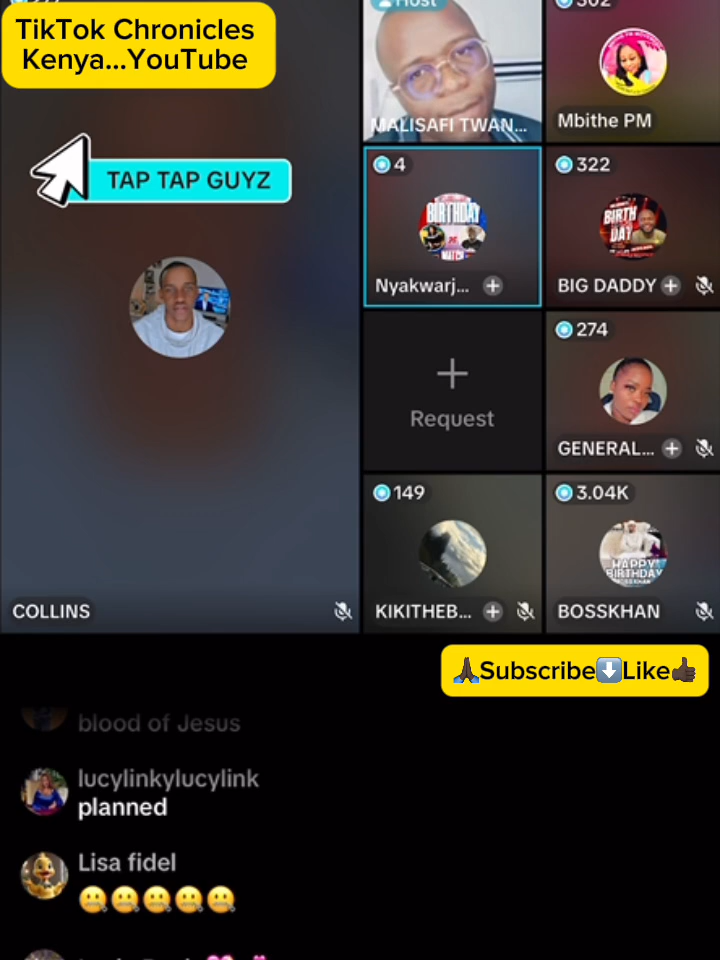 TikTok Chronicles
Kenya...YouTube
Host
302
MALISAFI TWAN...
Mbithe PM
TAP TAP GUYZ
4
322
BIRTHDAY
MATCH
BIRTH
DAY
Nyakwarj...
BIG DADDY
274
Request
GENERAL...
149
3.04K
HAPPY
BIRTHDAY
COLLINS
KIKITHEB...
BOSSKHAN
🙏🏿Subscribe⬇️Like👍🏿
blood of Jesus
lucylinkylucylink
planned
Lisa fidel
🤐🤐🤐🤐🤐